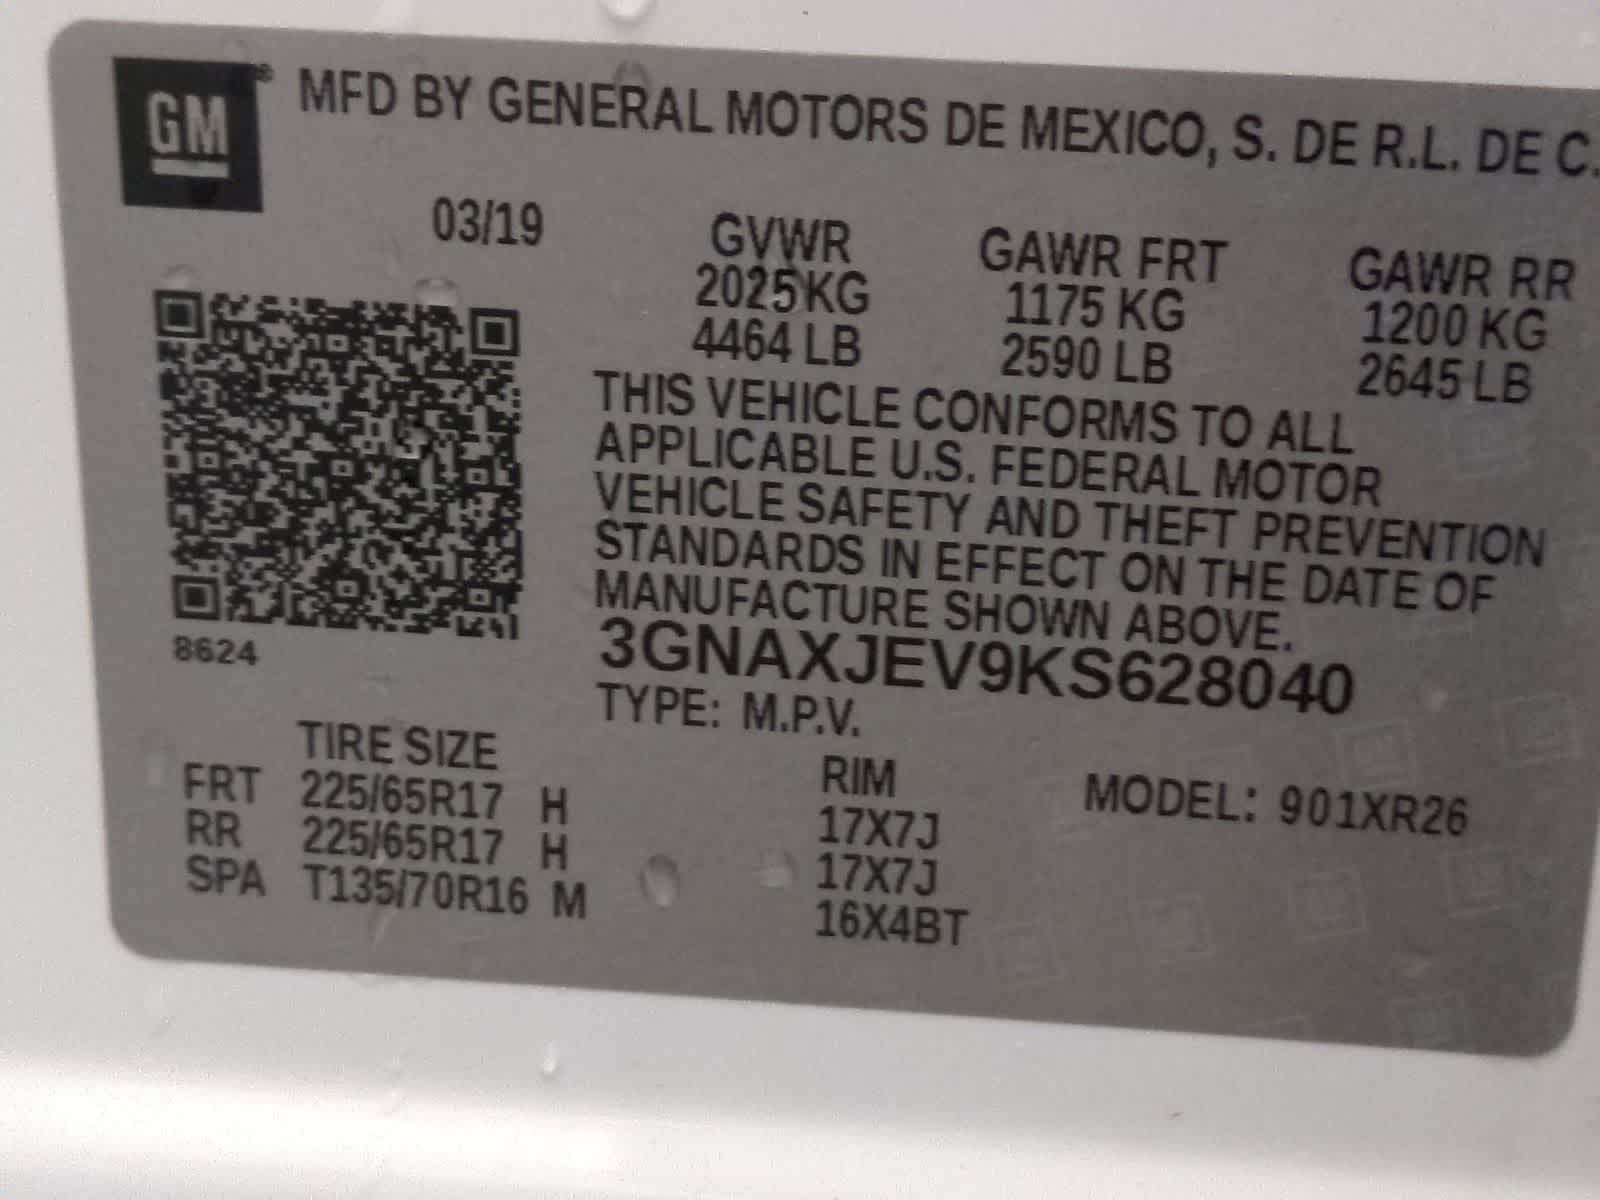 GM® MFD BY GENERAL MOTORS DE MEXICO, S. DE R.L. DE C.
03/19
GVWR GAWR FRT GAWR RR
2025 KG 1175 KG 1200 KG
4464 LB 2590 LB 2645 LB
THIS VEHICLE CONFORMS TO ALL
APPLICABLE U.S. FEDERAL MOTOR
VEHICLE SAFETY AND THEFT PREVENTION
STANDARDS IN EFFECT ON THE DATE OF
MANUFACTURE SHOWN ABOVE.
8624
3GNAXJEV9KS628040
TYPE: M.P.V.
TIRE SIZE RIM MODEL: 901XR26
FRT 225/65R17 H 17X7J
RR 225/65R17 H 17X7J
SPA T135/70R16 M 16X4BT